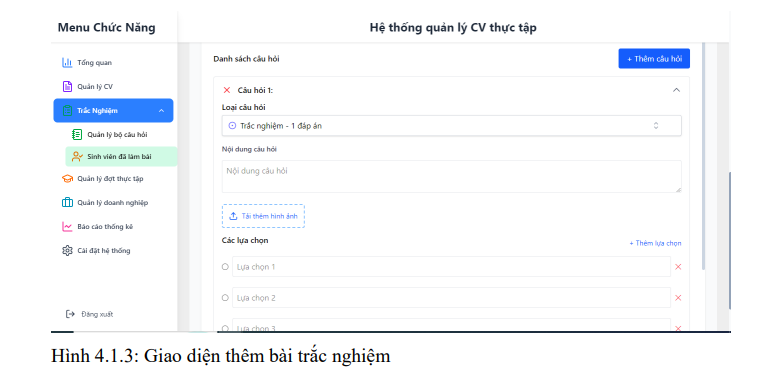 Menu Chức Năng
Hệ thống quản lý CV thực tập
Tổng quan
Quản lý CV
Trắc Nghiệm
Quản lý bộ câu hỏi
Sinh viên đã làm bài
Quản lý đợt thực tập
Quản lý doanh nghiệp
Báo cáo thống kê
Cài đặt hệ thống
Đăng xuất
Danh sách câu hỏi
+ Thêm câu hỏi
Câu hỏi 1:
Loại câu hỏi
Trắc nghiệm - 1 đáp án
Nội dung câu hỏi
Nội dung câu hỏi
Tải thêm hình ảnh
Các lựa chọn
+ Thêm lựa chọn
Lựa chọn 1
Lựa chọn 2
Lựa chọn 3
Hình 4.1.3: Giao diện thêm bài trắc nghiệm